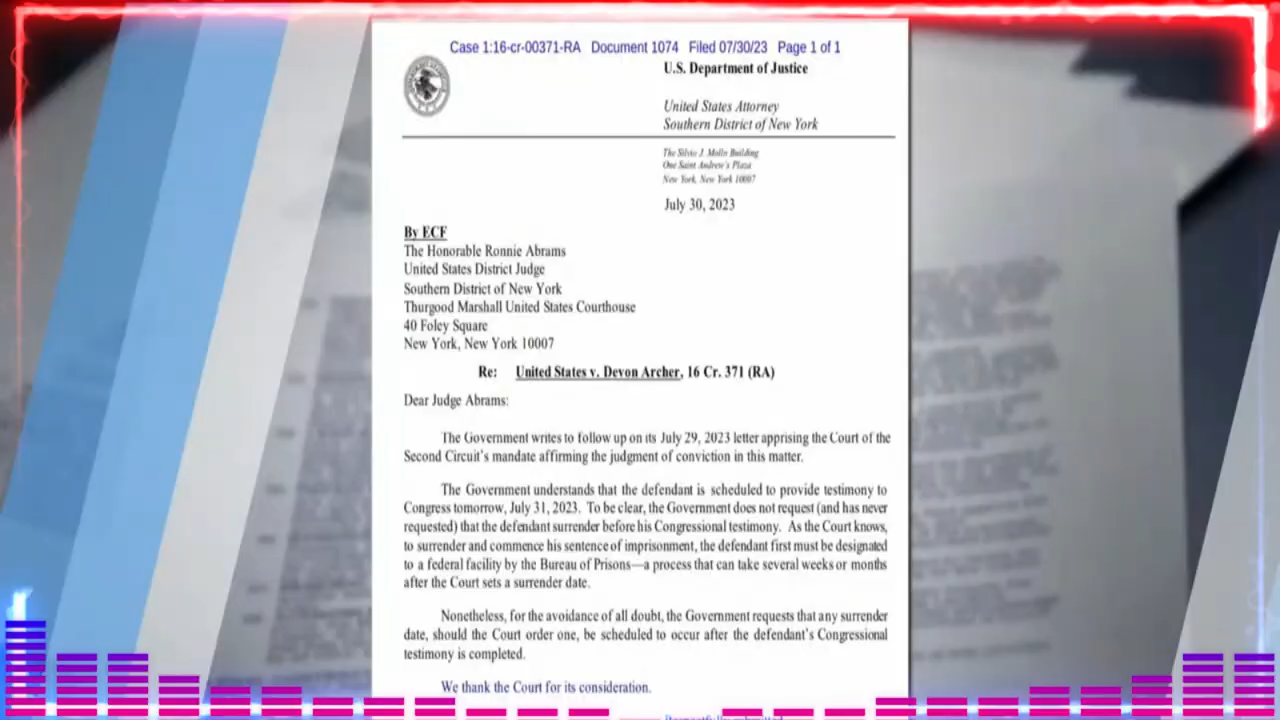 Case 1:16-cr-00371-RA Document 1074 Filed 07/30/23 Page 1 of 1
U.S. Department of Justice
United States Attorney
Southern District of New York
The Silvio J. Mollo Building
One Saint Andrew's Plaza
New York, New York 10007
July 30, 2023
By ECF
The Honorable Ronnie Abrams
United States District Judge
Southern District of New York
Thurgood Marshall United States Courthouse
40 Foley Square
New York, New York 10007
Re: United States v. Devon Archer, 16 Cr. 371 (RA)
Dear Judge Abrams:
The Government writes to follow up on its July 29, 2023 letter apprising the Court of the
Second Circuit's mandate affirming the judgment of conviction in this matter.
The Government understands that the defendant is scheduled to provide testimony to
Congress tomorrow, July 31, 2023. To be clear, the Government does not request (and has never
requested) that the defendant surrender before his Congressional testimony. As the Court knows,
to surrender and commence his sentence of imprisonment, the defendant first must be designated
to a federal facility by the Bureau of Prisons—a process that can take several weeks or months
after the Court sets a surrender date.
Nonetheless, for the avoidance of all doubt, the Government requests that any surrender
date, should the Court order one, be scheduled to occur after the defendant's Congressional
testimony is completed.
We thank the Court for its consideration.